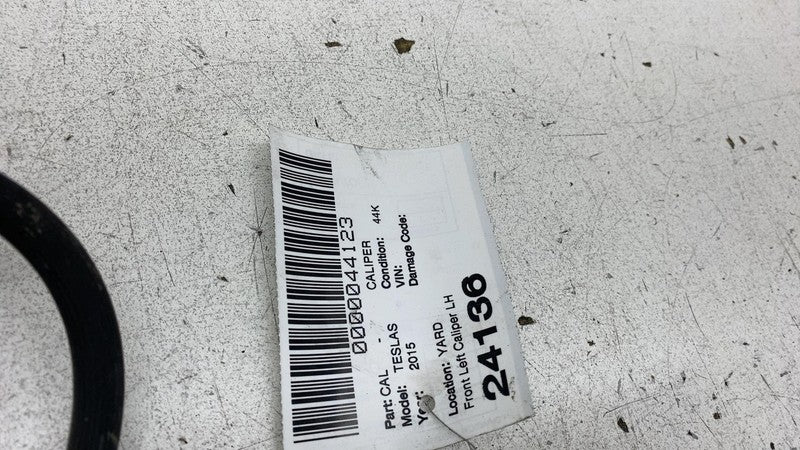 0000044123
Part: CAL - CALIPER
Model: TESLAS Condition: 44K
Year: 2015 VIN:
Damage Code:
Location: YARD
Front Left Caliper LH
24136